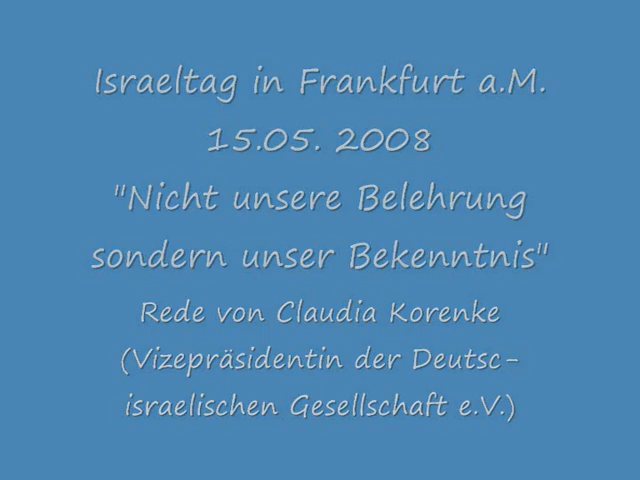 Israeltag in Frankfurt a.M.
15.05. 2008
"Nicht unsere Belehrung
sondern unser Bekenntnis"
Rede von Claudia Korenke
(Vizepräsidentin der Deutsc-
israelischen Gesellschaft e.V.)